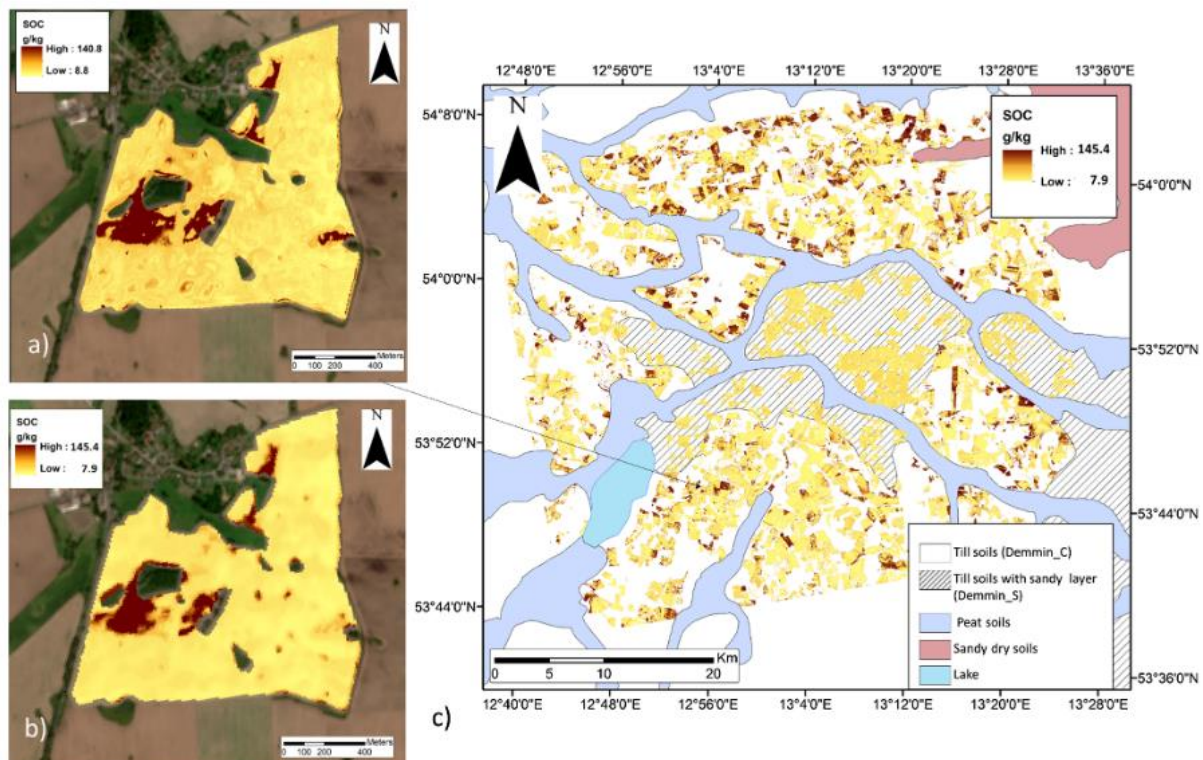 SOC
g/kg
High : 140.8
Low : 8.8
N
a)
Meters
0 100 200 400
SOC
g/kg
High : 145.4
Low : 7.9
N
b)
Meters
0 100 200 400
12°48'0"E 12°56'0"E 13°4'0"E 13°12'0"E 13°20'0"E 13°28'0"E 13°36'0"E
54°8'0"N
54°0'0"N
53°52'0"N
53°44'0"N
N
SOC
g/kg
High : 145.4
Low : 7.9
54°0'0"N
53°52'0"N
53°44'0"N
53°36'0"N
Till soils (Demmin_C)
Till soils with sandy layer
(Demmin_S)
Peat soils
Sandy dry soils
Lake
Km
0 5 10 20
12°40'0"E 12°48'0"E 12°56'0"E 13°4'0"E 13°12'0"E 13°20'0"E 13°28'0"E
c)